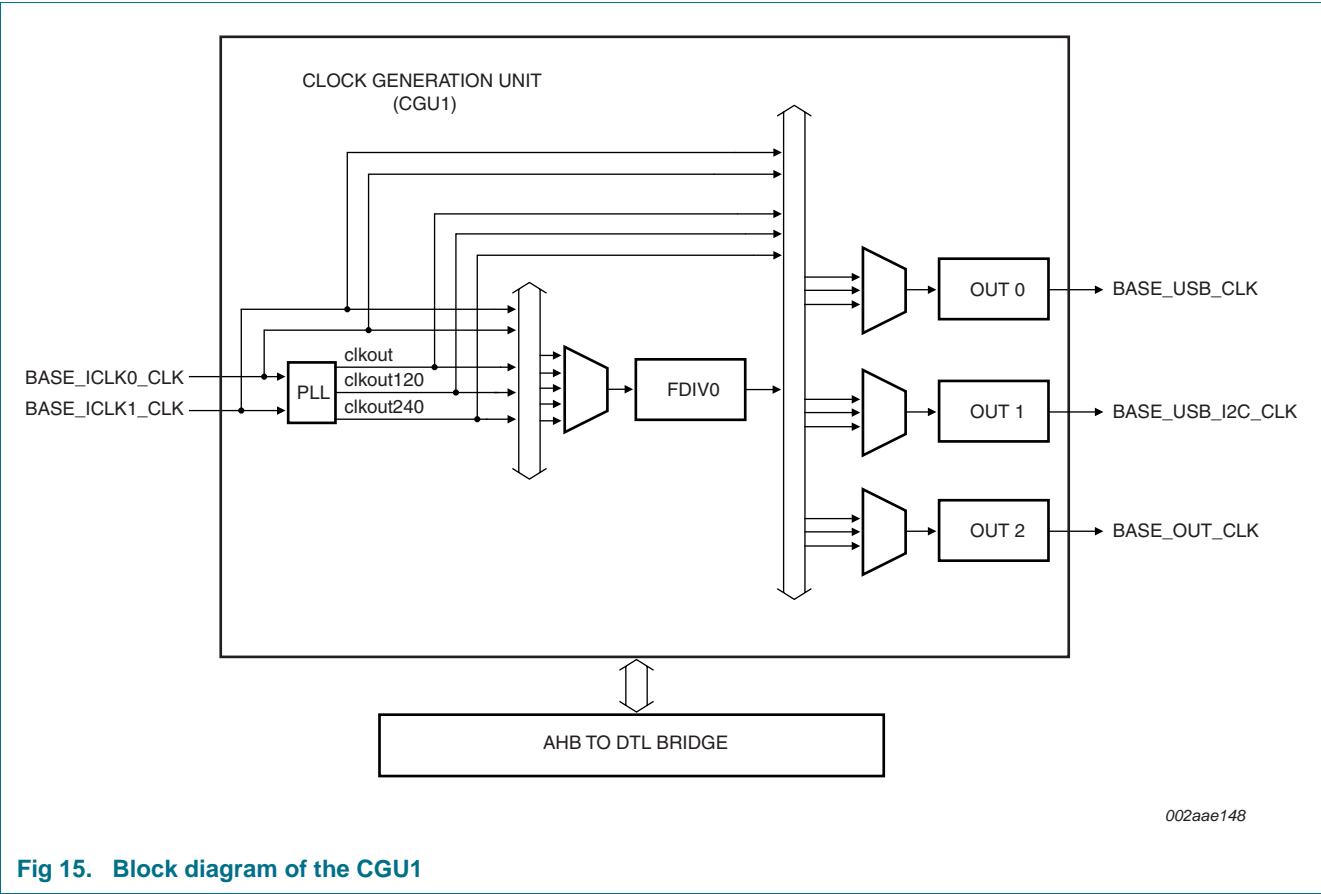 CLOCK GENERATION UNIT
(CGU1)
BASE_ICLK0_CLK
BASE_ICLK1_CLK
PLL
clkout
clkout120
clkout240
FDIV0
OUT 0
BASE_USB_CLK
OUT 1
BASE_USB_I2C_CLK
OUT 2
BASE_OUT_CLK
AHB TO DTL BRIDGE
002aae148
Fig 15. Block diagram of the CGU1